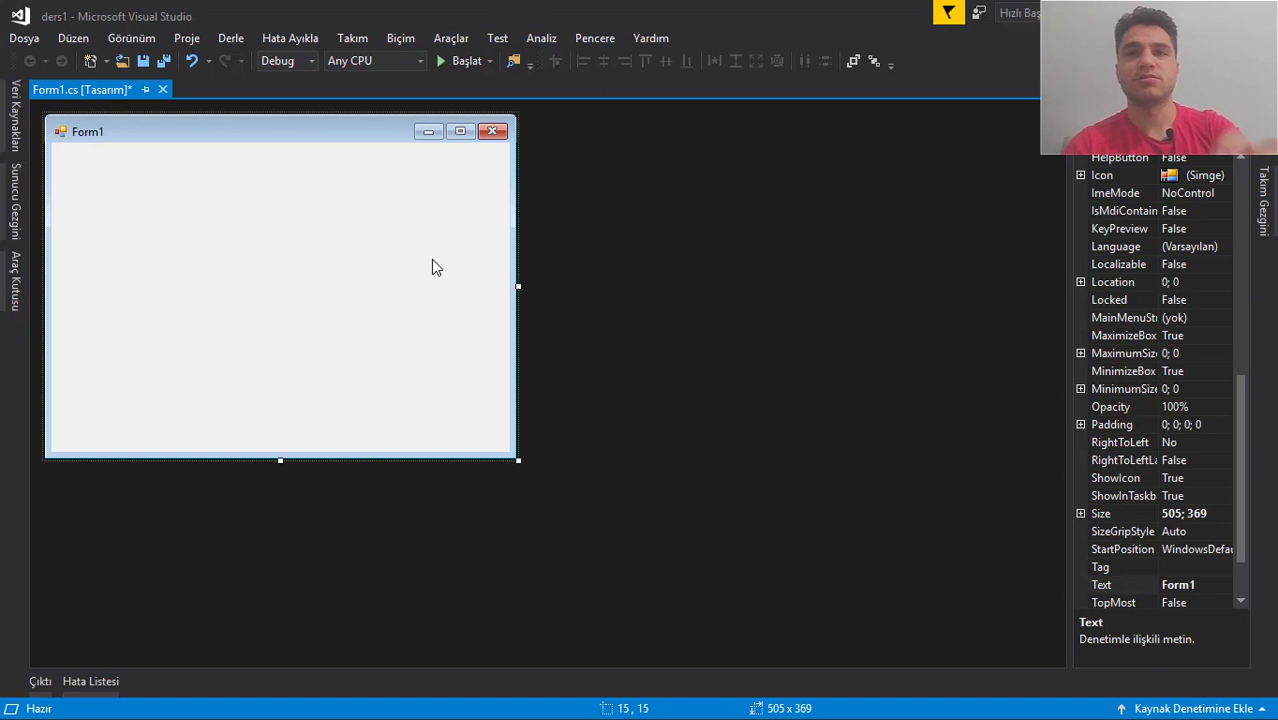 ders1 - Microsoft Visual Studio
Hızlı Baş
Dosya Düzen Görünüm Proje Derle Hata Ayıkla Takım Biçim Araçlar Test Analiz Pencere Yardım
Debug Any CPU Başlat
Form1.cs [Tasarım]*
Veri Kaynakları
Sunucu Gezgini
Araç Kutusu
Form1
Takım Gezgini
HelpButton False
Icon (Simge)
ImeMode NoControl
IsMdiContain False
KeyPreview False
Language (Varsayılan)
Localizable False
Location 0; 0
Locked False
MainMenuStr (yok)
MaximizeBox True
MaximumSiz 0; 0
MinimizeBox True
MinimumSize 0; 0
Opacity 100%
Padding 0; 0; 0; 0
RightToLeft No
RightToLeftLa False
ShowIcon True
ShowInTaskb True
Size 505; 369
SizeGripStyle Auto
StartPosition WindowsDefau
Tag
Text Form1
TopMost False
Text
Denetimle ilişkili metin.
Çıktı Hata Listesi
Hazır 15 , 15 505 x 369 Kaynak Denetimine Ekle